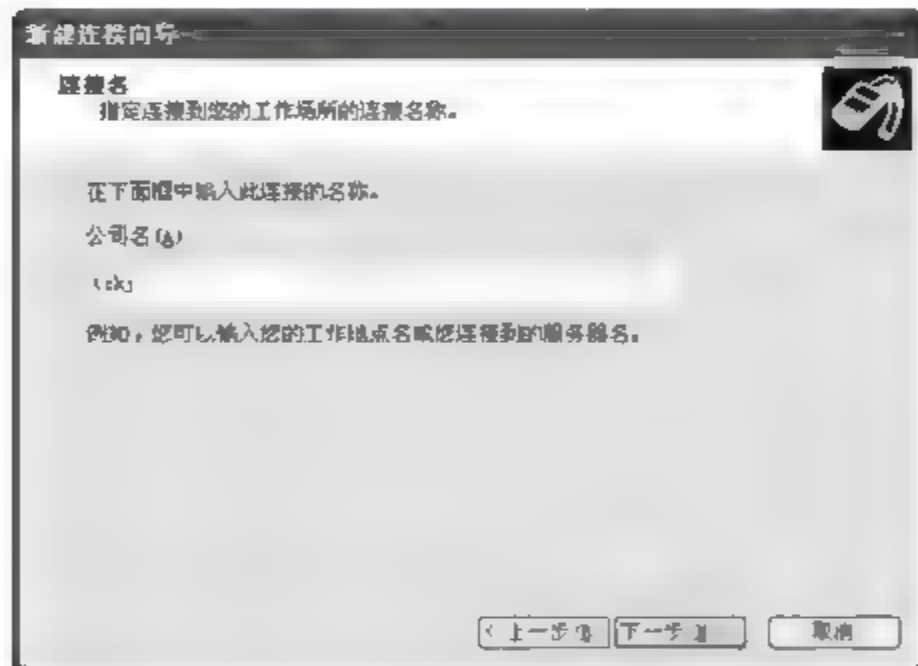 新建连接向导
连接名
指定连接到您的工作场所的连接名称。
在下面框中输入此连接的名称。
公司名(A)
例如，您可以输入您的工作地点名或您连接到的服务器名。
上一步
下一步
取消